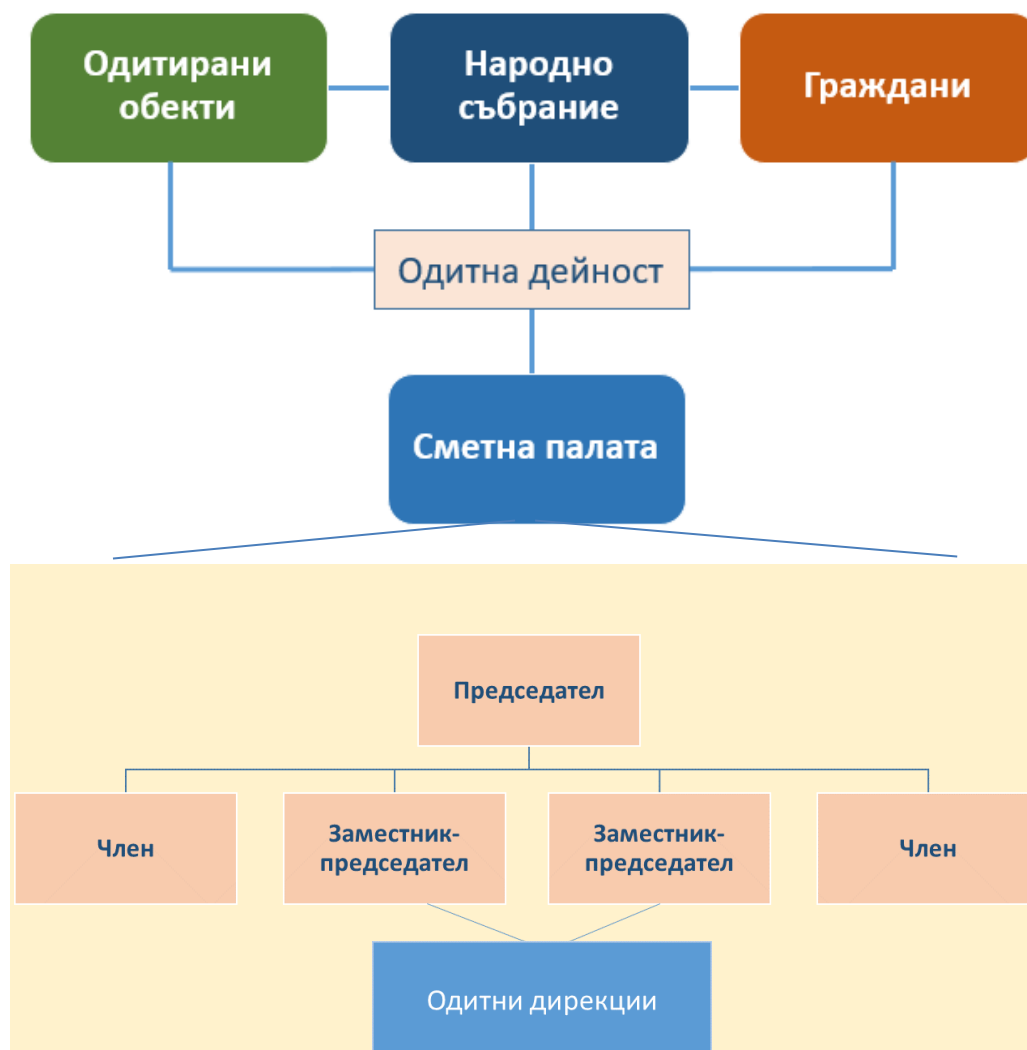 Одитирани
обекти
Народно
събрание
Граждани
Одитна дейност
Сметна палата
Председател
Член
Заместник-
председател
Заместник-
председател
Член
Одитни дирекции